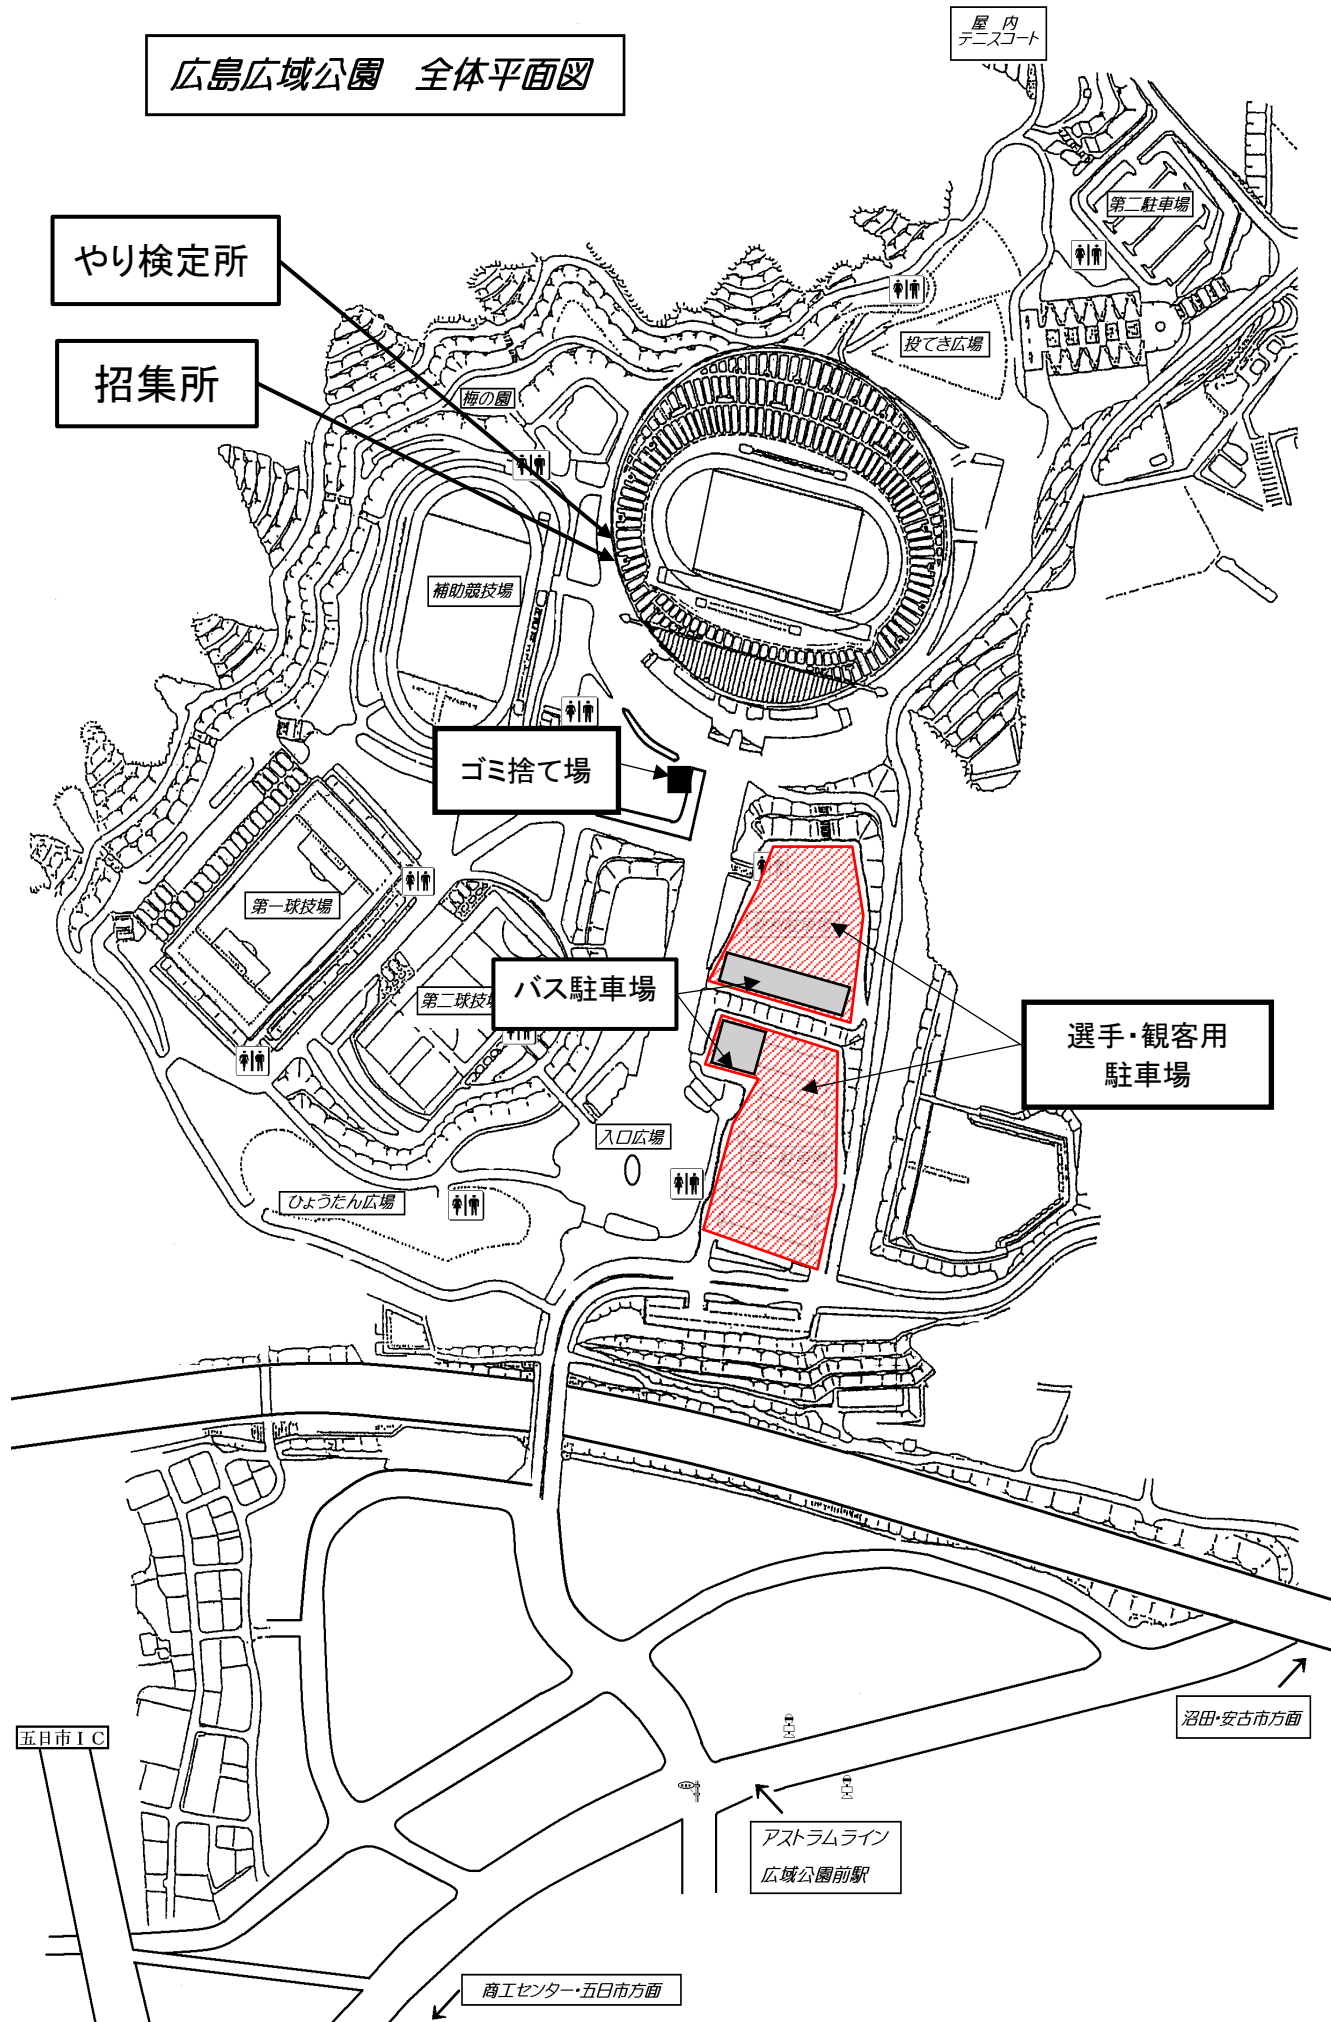 屋 内
テニスコート
広島広域公園 全体平面図
第二駐車場
やり検定所
投てき広場
招集所
梅の園
補助競技場
ゴミ捨て場
第一球技場
バス駐車場
第二球技場
選手・観客用
駐車場
入口広場
ひょうたん広場
沼田・安古市方面
五日市IC
アストラムライン
広域公園前駅
商工センター・五日市方面